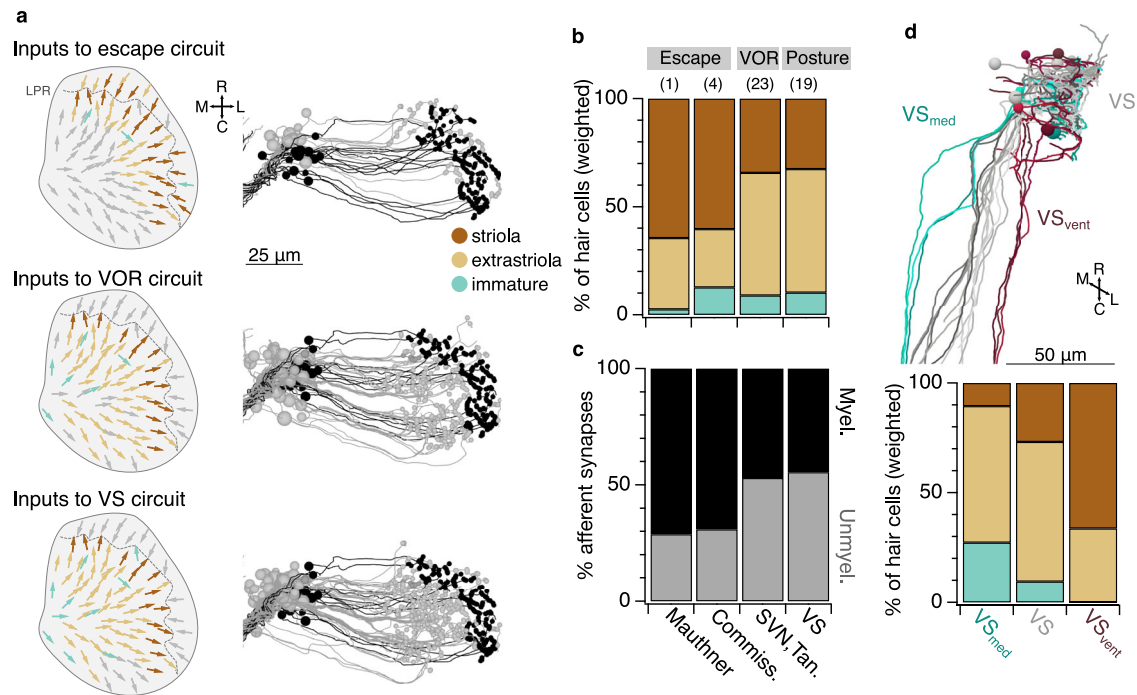 a
Inputs to escape circuit
LPR
R
M L
C
25 µm
striola
extrastriola
immature
Inputs to VOR circuit
Inputs to VS circuit
b
Escape VOR Posture
(1) (4) (23) (19)
% of hair cells (weighted)
100
50
0
c
% afferent synapses
100
50
0
Myel.
Unmyel.
Mauthner
Commiss.
SVN, Tan.
VS
d
VSmed
VS
VSvent
R
M L
C
50 µm
% of hair cells (weighted)
100
50
0
VSmed
VS
VSvent